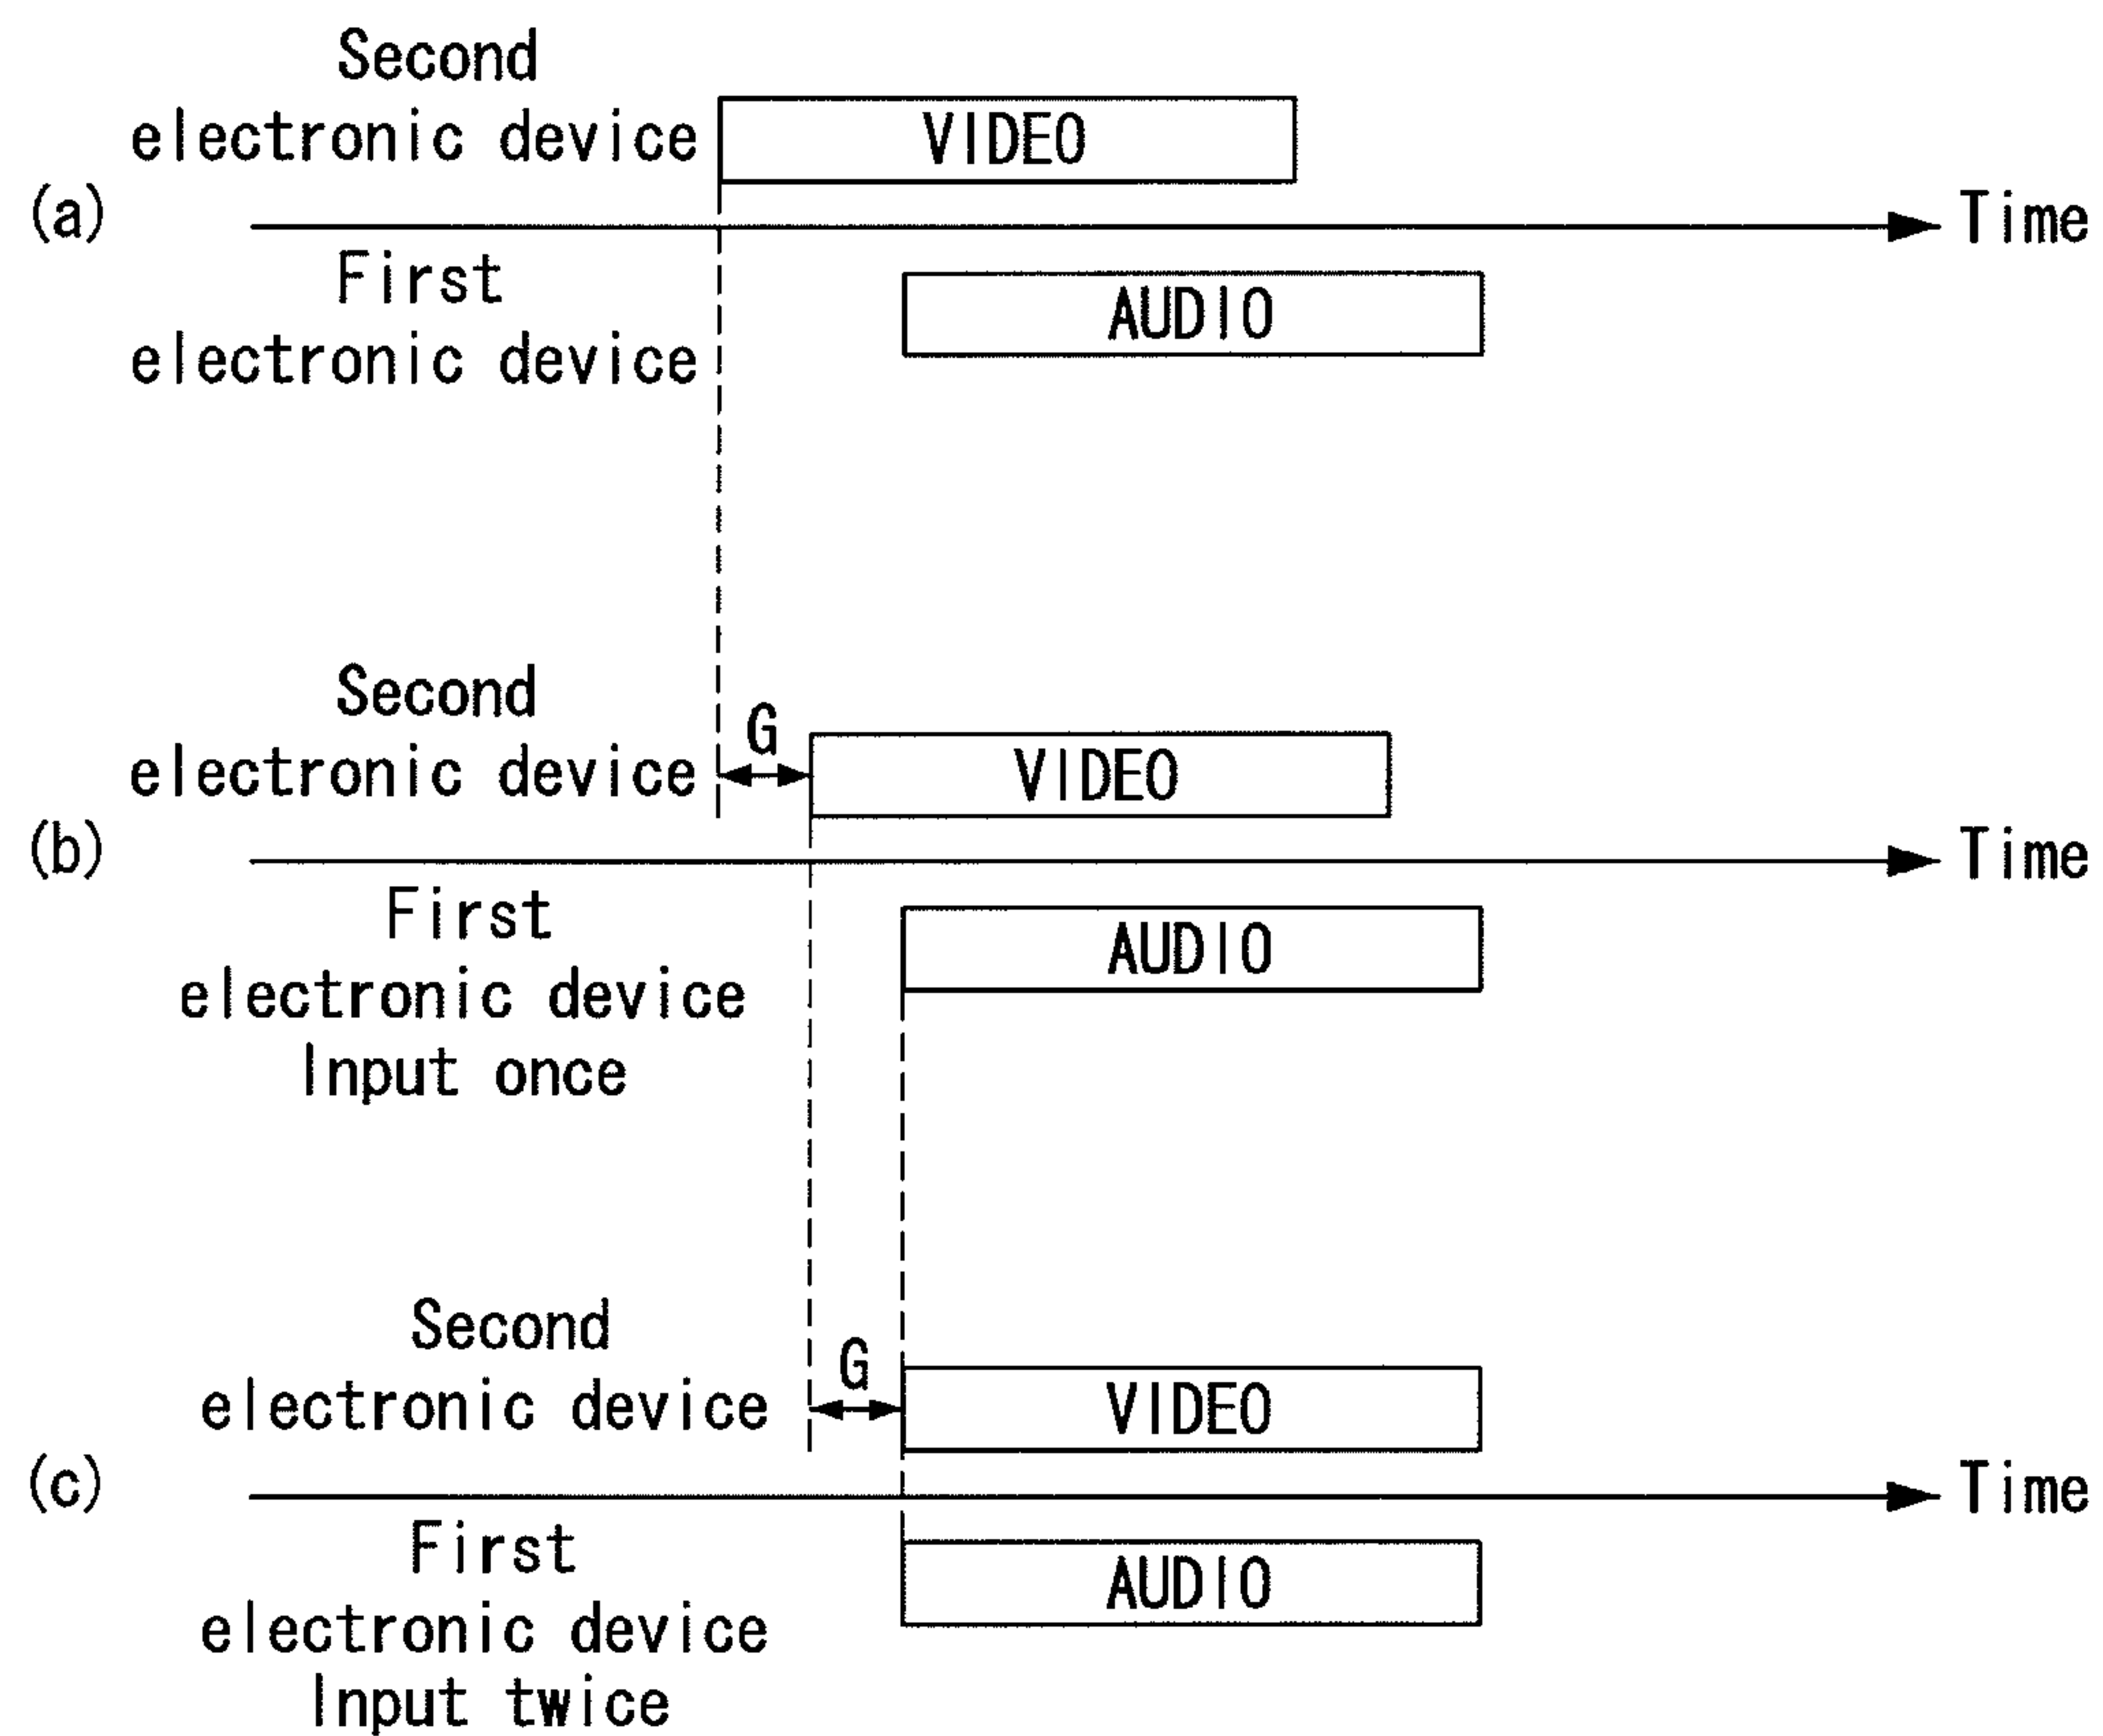 Second
electronic device
VIDEO
(a)
Time
First
electronic device
AUDIO
Second
electronic device
G
VIDEO
(b)
Time
First
electronic device
Input once
AUDIO
Second
electronic device
G
VIDEO
(c)
Time
First
electronic device
Input twice
AUDIO